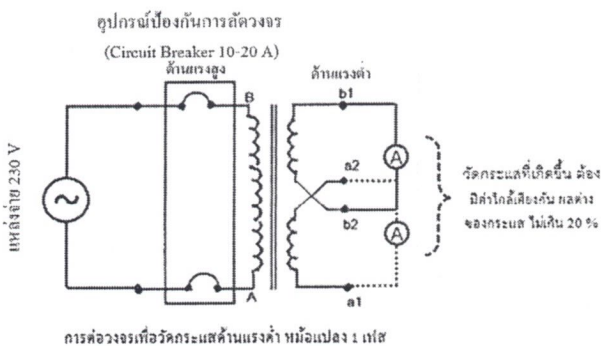 อุปกรณ์ป้องกันการลัดวงจร
(Circuit Breaker 10-20 A)
ด้านแรงสูง
ด้านแรงต่ำ
B
b1
A
แหล่งจ่าย 230 V
a2
b2
A
วัดกระแสที่เกิดขึ้น ต้อง
มีค่าใกล้เคียงกัน ผลต่าง
ของกระแส ไม่เกิน 20 %
A
a1
การต่อวงจรเพื่อวัดกระแสด้านแรงต่ำ หม้อแปลง 1 เฟส